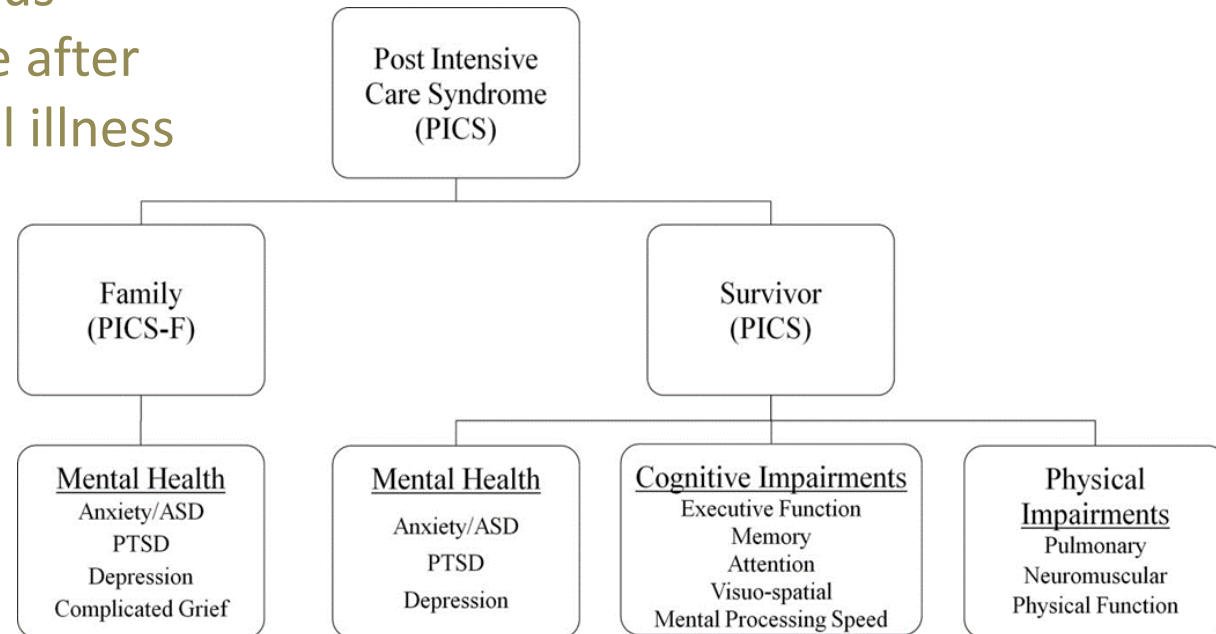 after
illness
Post Intensive
Care Syndrome
(PICS)
Family
(PICS-F)
Survivor
(PICS)
Mental Health
Anxiety/ASD
PTSD
Depression
Complicated Grief
Mental Health
Anxiety/ASD
PTSD
Depression
Cognitive Impairments
Executive Function
Memory
Attention
Visuo-spatial
Mental Processing Speed
Physical
Impairments
Pulmonary
Neuromuscular
Physical Function